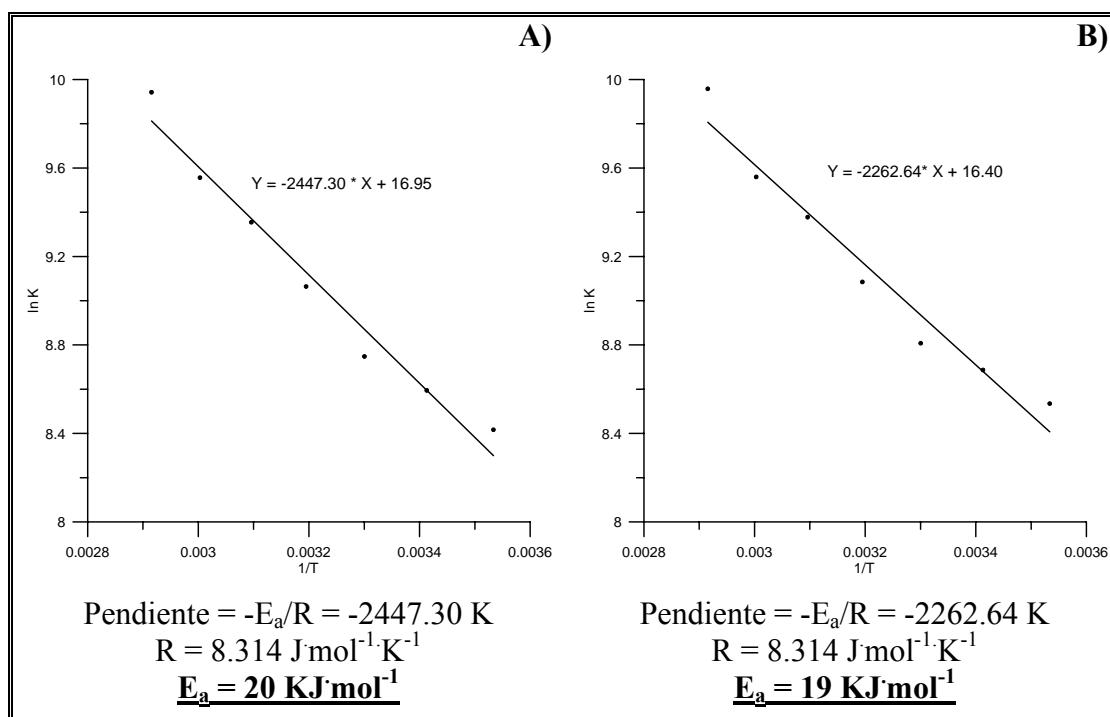 A)
10
9.6
9.2
8.8
8.4
8
ln K
Y = -2447.30 * X + 16.95
0.0028
0.003
0.0032
0.0034
0.0036
1/T
Pendiente = -Eₐ/R = -2447.30 K
R = 8.314 J·mol⁻¹·K⁻¹
Eₐ = 20 KJ·mol⁻¹
B)
10
9.6
9.2
8.8
8.4
8
ln K
Y = -2262.64* X + 16.40
0.0028
0.003
0.0032
0.0034
0.0036
1/T
Pendiente = -Eₐ/R = -2262.64 K
R = 8.314 J·mol⁻¹·K⁻¹
Eₐ = 19 KJ·mol⁻¹